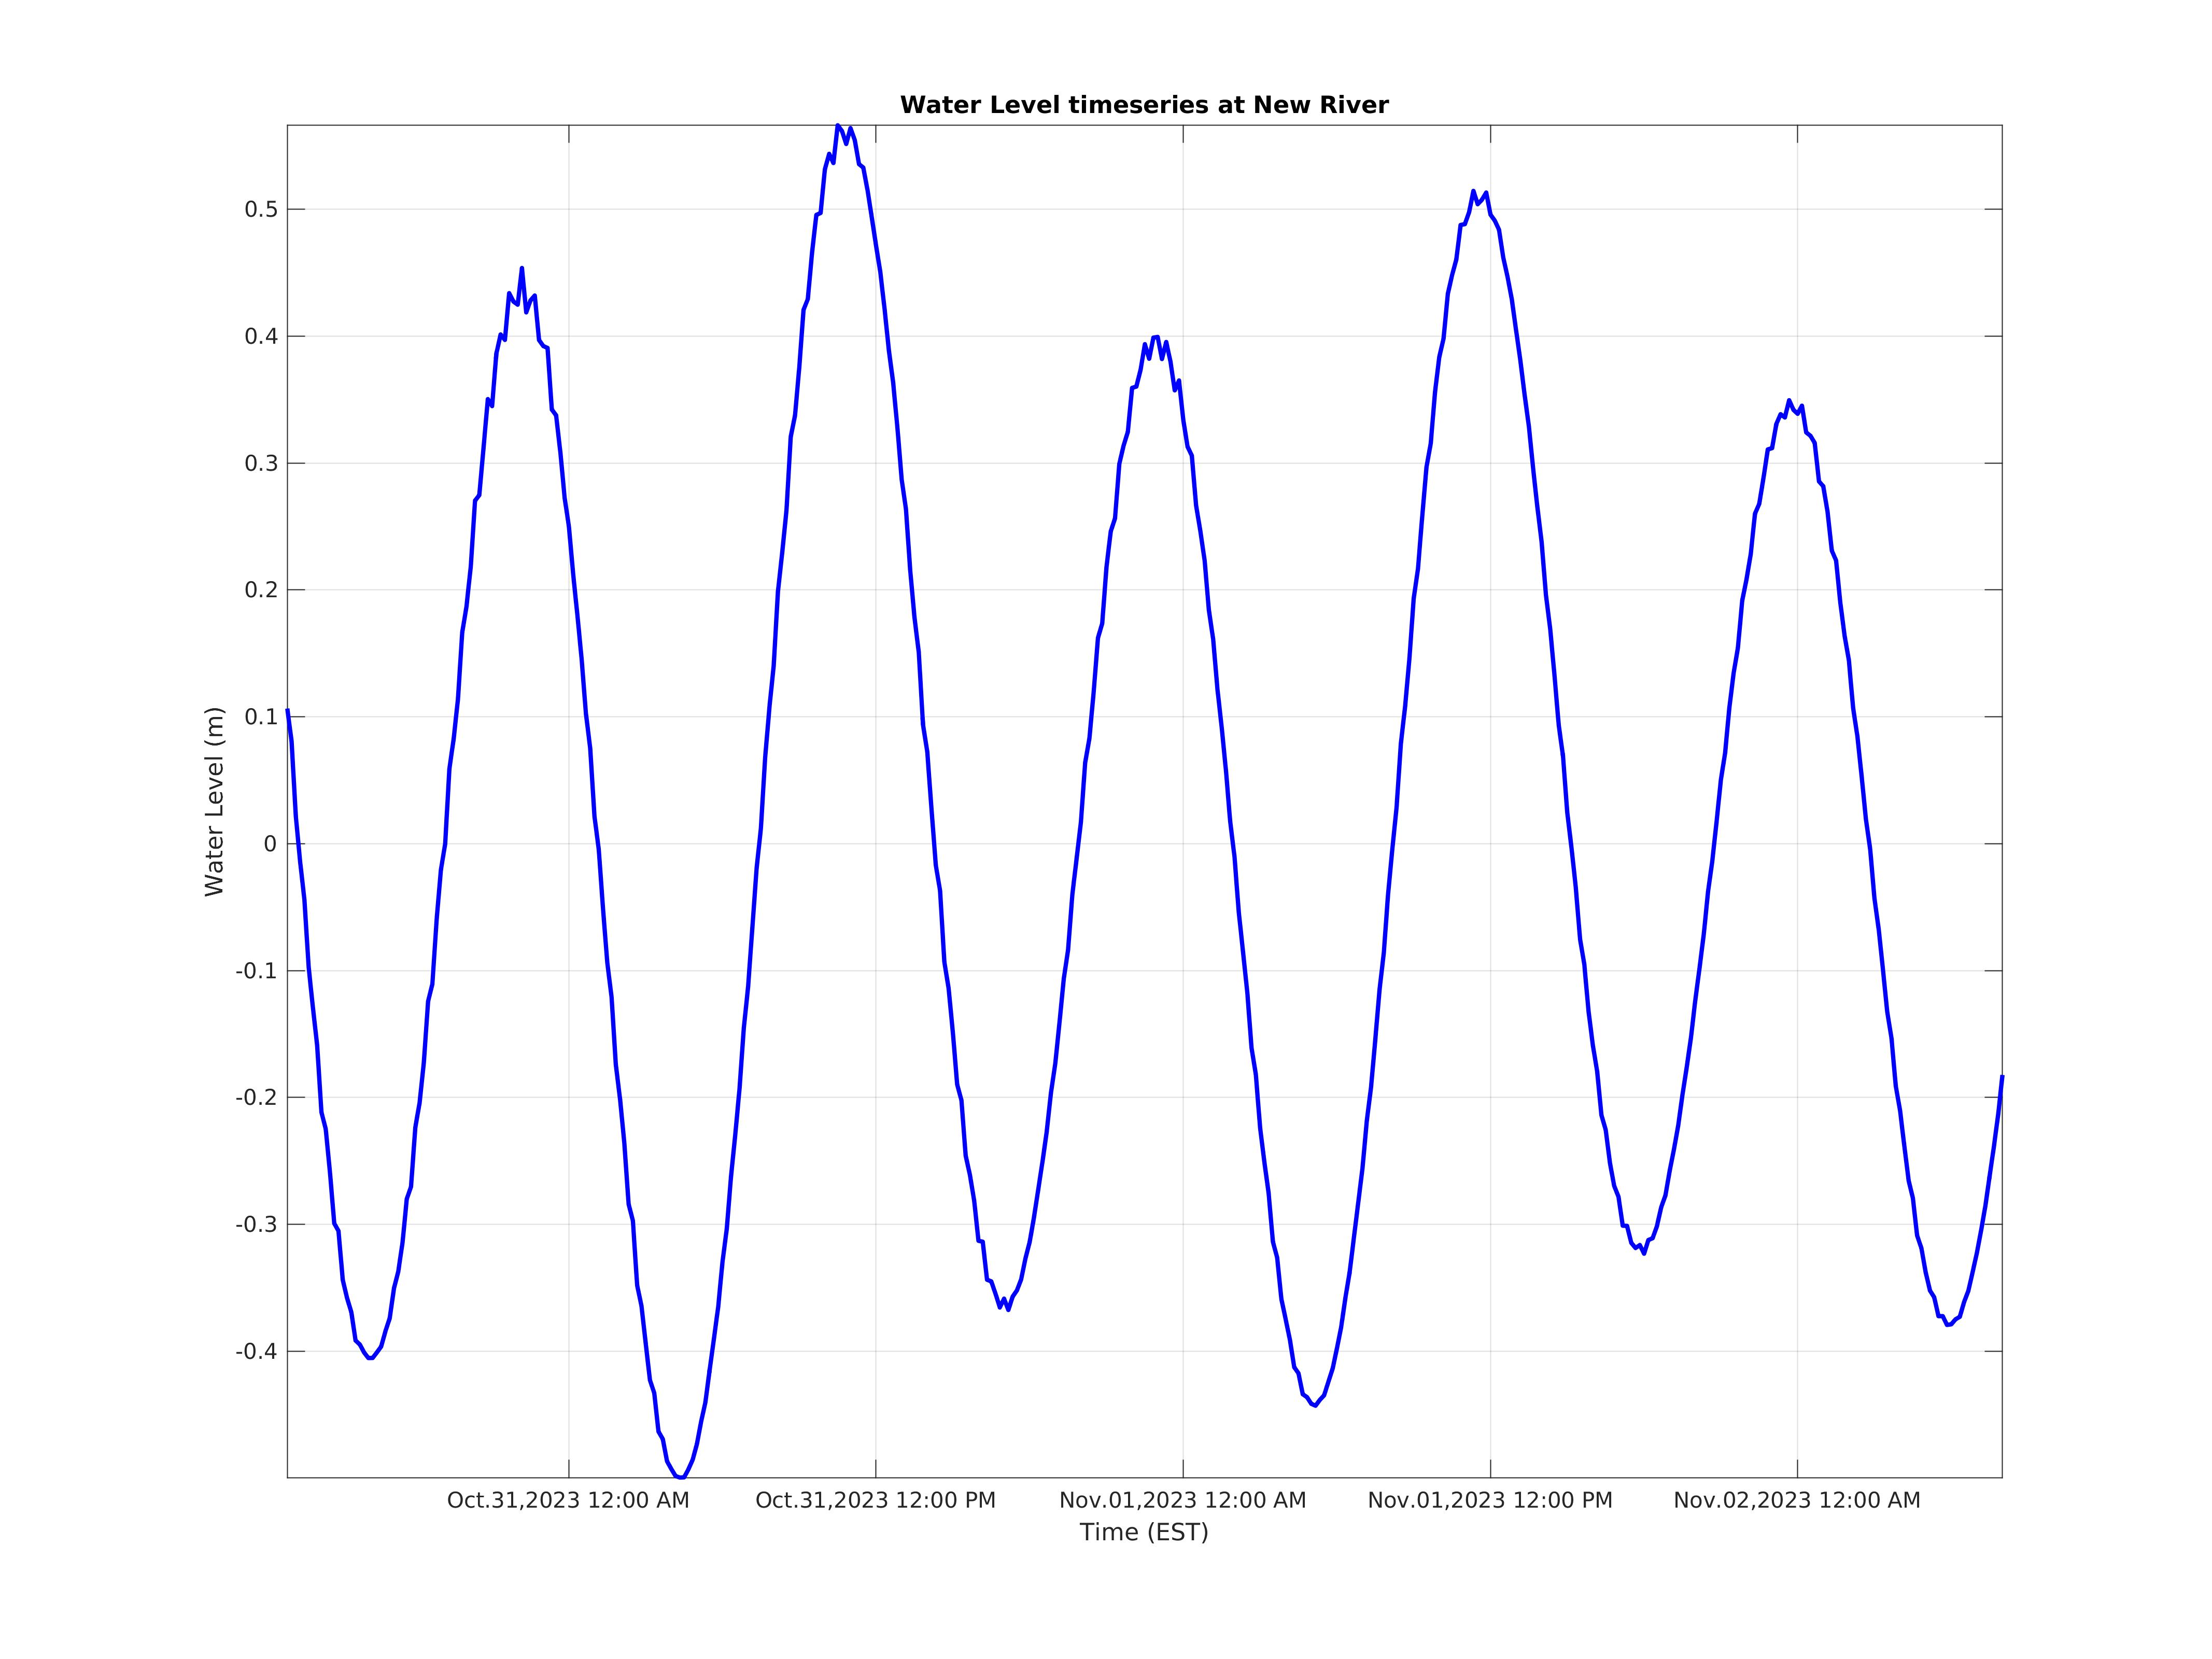 Water Level timeseries at New River
Water Level (m)
0.5
0.4
0.3
0.2
0.1
0
-0.1
-0.2
-0.3
-0.4
Oct.31,2023 12:00 AM
Oct.31,2023 12:00 PM
Nov.01,2023 12:00 AM
Nov.01,2023 12:00 PM
Nov.02,2023 12:00 AM
Time (EST)